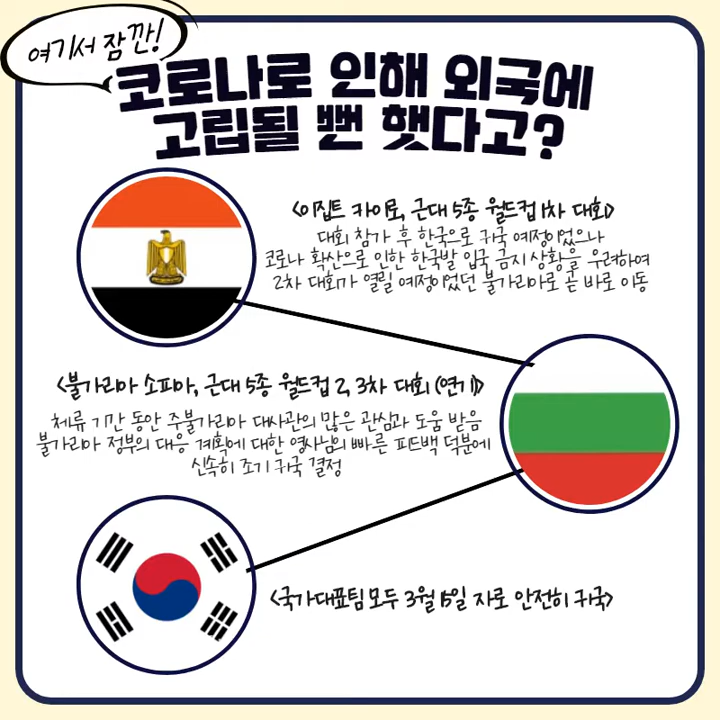 여기서 잠깐!
코로나로 인해 외국에
고립될 뻔 했다고?
<이집트 카이로, 근대 5종 월드컵 1차 대회>
대회 참가 후 한국으로 귀국 예정이었으나
코로나 확산으로 인한 한국발 입국 금지 상황을 우려하여
2차 대회가 열릴 예정이었던 불가리아로 곧 바로 이동
<불가리아 소피아, 근대 5종 월드컵 2, 3차 대회 (연기)>
체류 기간 동안 주불가리아 대사관의 많은 관심과 도움 받음
불가리아 정부의 대응 계획에 대한 영사님의 빠른 피드백 덕분에
신속히 조기 귀국 결정
<국가대표팀 모두 3월 15일 자로 안전히 귀국>